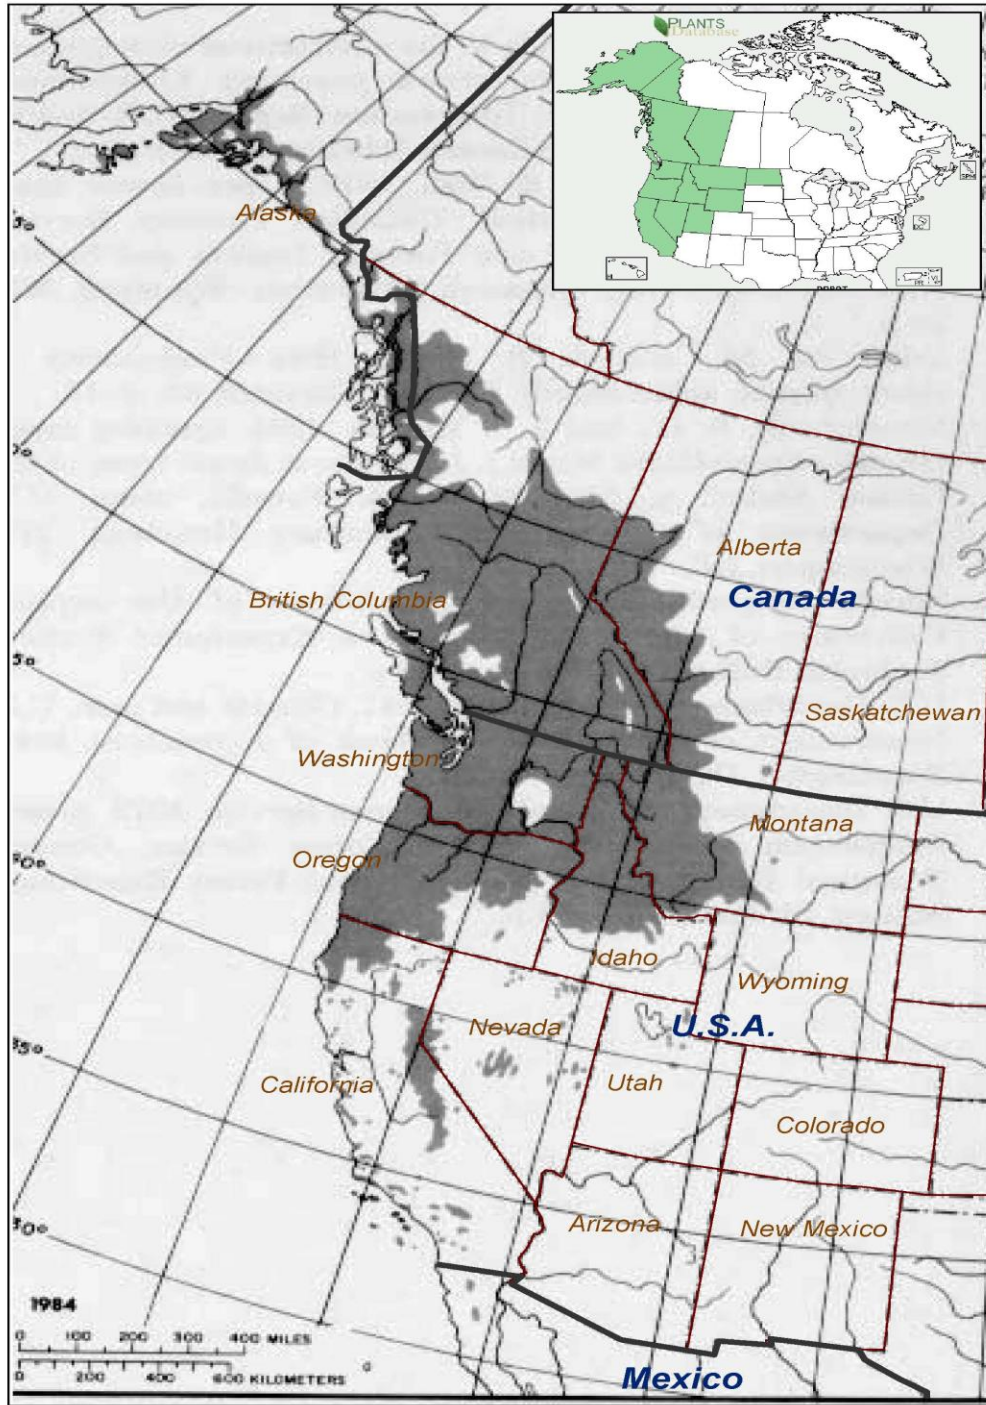 PLANTS
Database
Alaska
Alberta
Canada
British Columbia
Saskatchewan
Washington
Montana
Oregon
Idaho
Wyoming
Nevada
U.S.A.
California
Utah
Colorado
Arizona
New Mexico
1984
0 100 200 300 400 MILES
0 200 400 600 KILOMETERS
Mexico